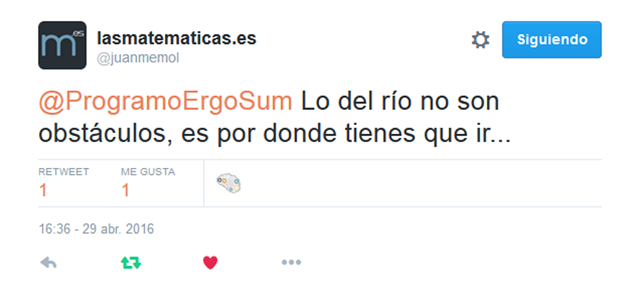 m.es
lasmatematicas.es
@juanmemol
Siguiendo
@ProgramoErgoSum Lo del río no son
obstáculos, es por donde tienes que ir...
RETWEET
1
ME GUSTA
1
16:36 - 29 abr. 2016